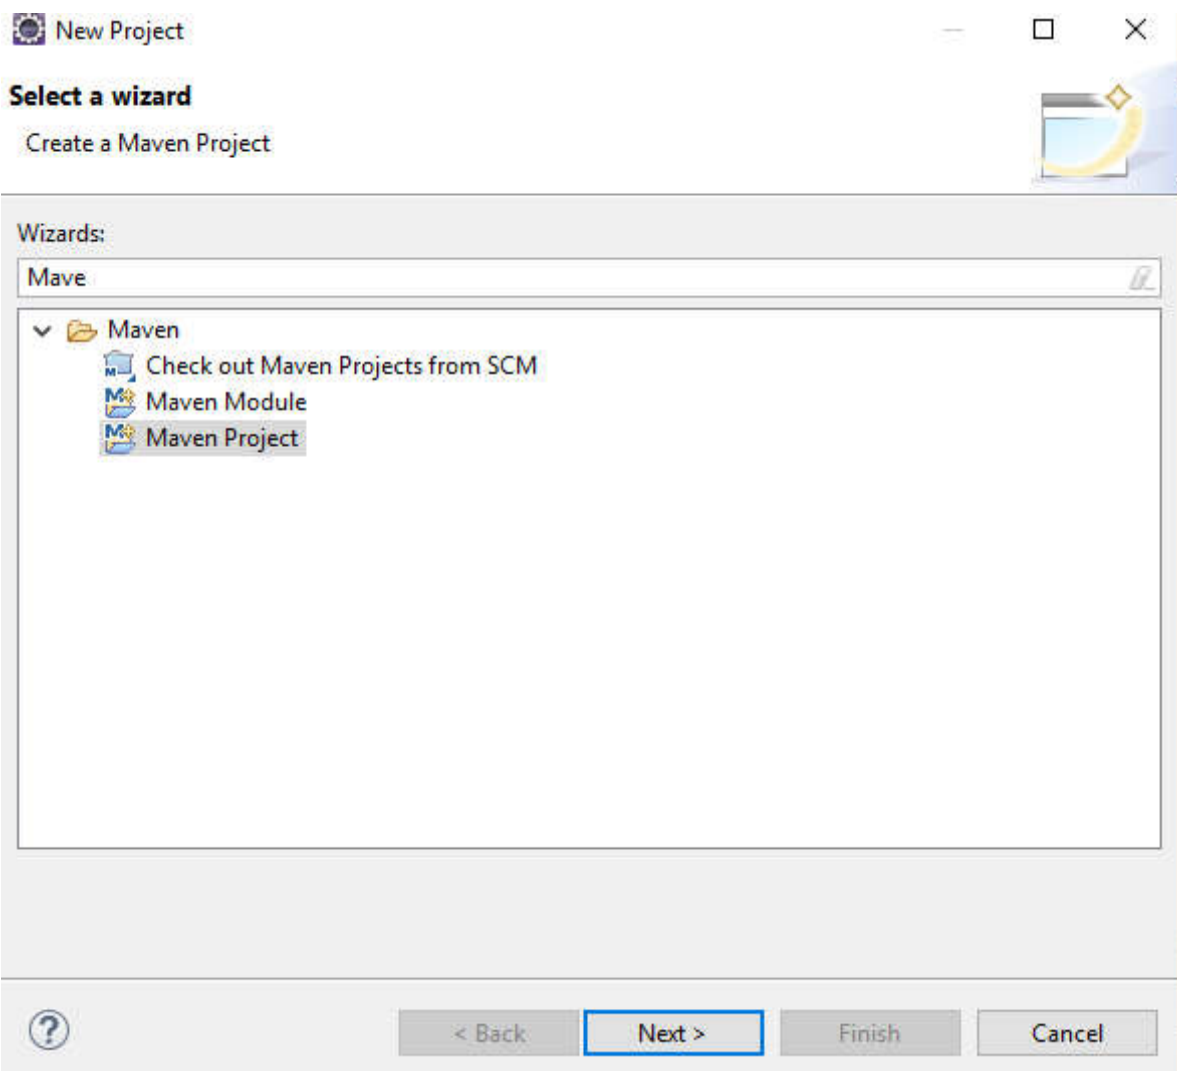 New Project
Select a wizard
Create a Maven Project
Wizards:
Mave
Maven
Check out Maven Projects from SCM
Maven Module
Maven Project
< Back Next > Finish Cancel